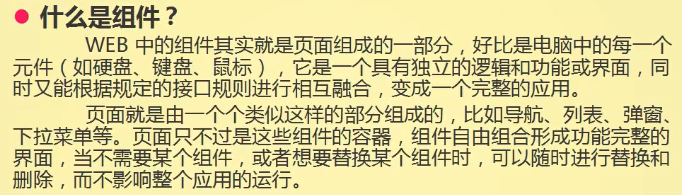 什么是组件？
WEB 中的组件其实就是页面组成的一部分，好比是电脑中的每一个
元件（如硬盘、键盘、鼠标），它是一个具有独立的逻辑和功能或界面，同
时又能根据规定的接口规则进行相互融合，变成一个完整的应用。
页面就是由一个个类似这样的部分组成的，比如导航、列表、弹窗、
下拉菜单等。页面只不过是这些组件的容器，组件自由组合形成功能完整的
界面，当不需要某个组件，或者想要替换某个组件时，可以随时进行替换和
删除，而不影响整个应用的运行。